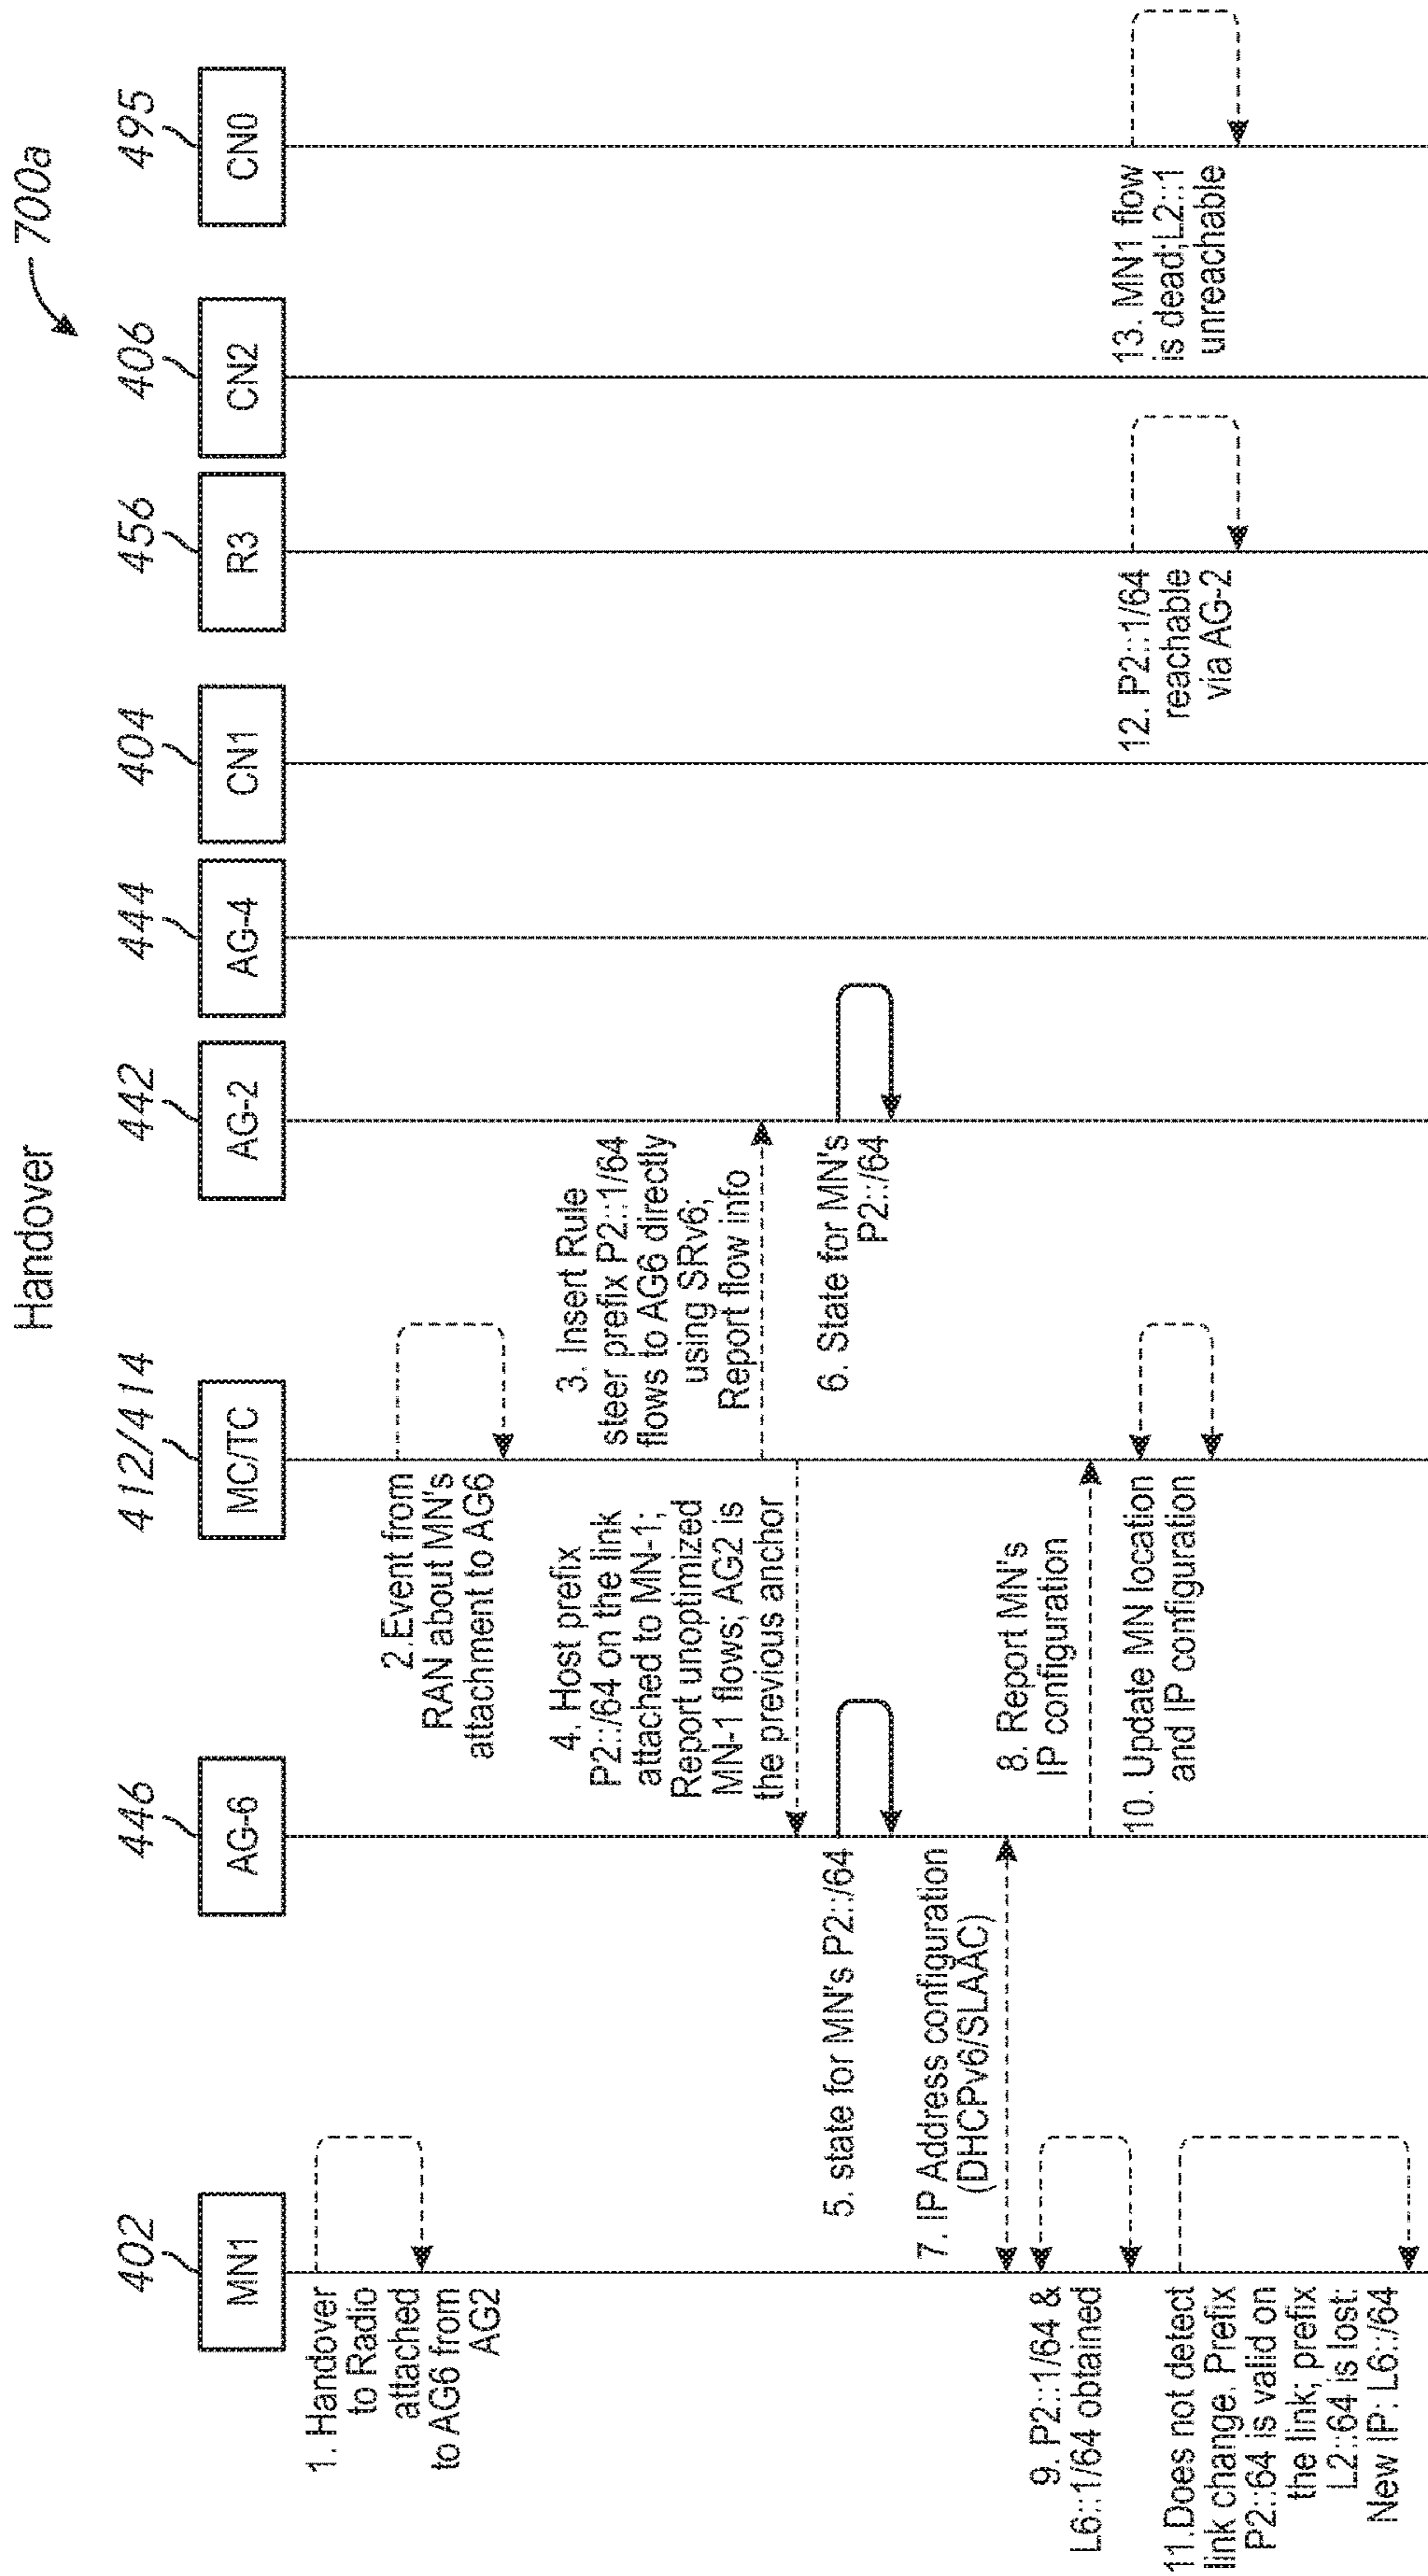 Handover
700a
402
446
412/414
442
444
404
456
406
495
MN1
AG-6
MC/TC
AG-2
AG-4
CN1
R3
CN2
CN0
1. Handover
to Radio
attached
to AG6 from
AG2
2.Event from
RAN about MN's
attachment to AG6
3. Insert Rule
steer prefix P2::1/64
flows to AG6 directly
using SRv6;
Report flow info
4. Host prefix
P2::/64 on the link
attached to MN-1;
Report unoptimized
MN-1 flows; AG2 is
the previous anchor
5. state for MN's P2::/64
6. State for MN's
P2::/64
7. IP Address configuration
(DHCPv6/SLAAC)
8. Report MN's
IP configuration
9. P2::1/64 &
L6::1/64 obtained
10. Update MN location
and IP configuration
11.Does not detect
link change. Prefix
P2::64 is valid on
the link; prefix
L2::64 is lost:
New IP: L6::/64
12. P2::1/64
reachable
via AG-2
13. MN1 flow
is dead;L2::1
unreachable